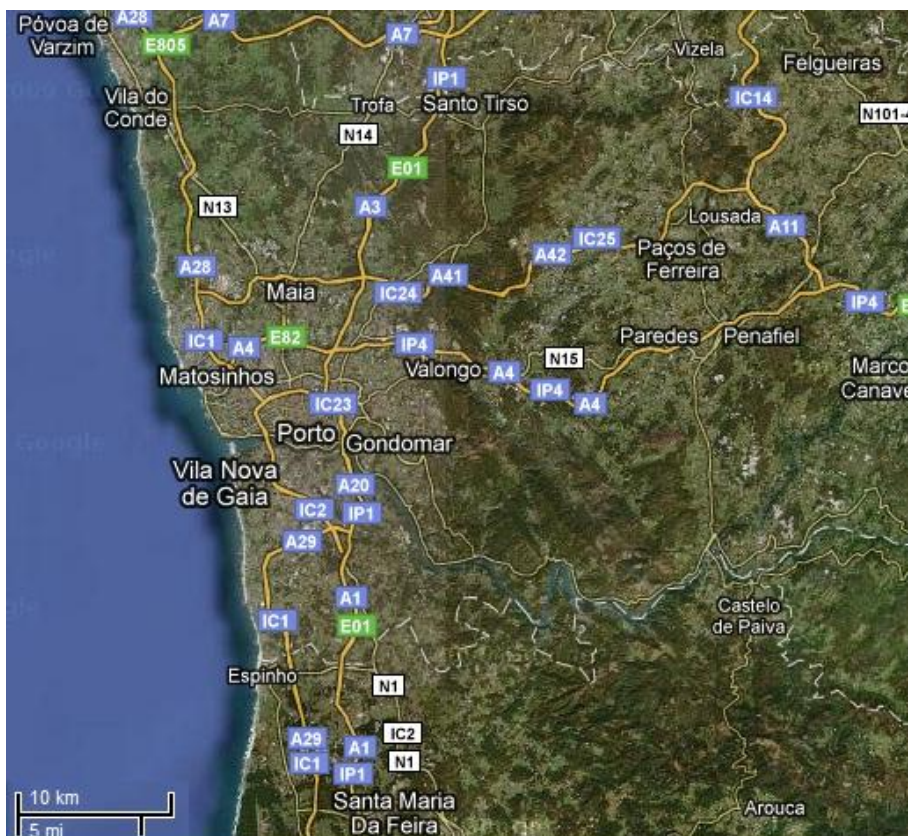 A28
A7
Póvoa de
Varzim
E805
A7
Vizela
Felgueiras
IP1
Vila do
Conde
Trofa
Santo Tirso
IC14
N14
N101-4
E01
N13
A3
Lousada
A11
A28
A41
A42
IC25
Paços de
Ferreira
Maia
IC24
IP4
IC1
A4
E82
IP4
Paredes
Penafiel
N15
Matosinhos
Valongo
A4
IP4
A4
Marco
Canave
IC23
Porto
Gondomar
Google
Vila Nova
de Gaia
A20
IC2
IP1
A29
A1
IC1
E01
Castelo
de Paiva
Espinho
N1
A29
IC1
A1
IP1
IC2
N1
10 km
5 mi
Santa Maria
Da Feira
Arouca